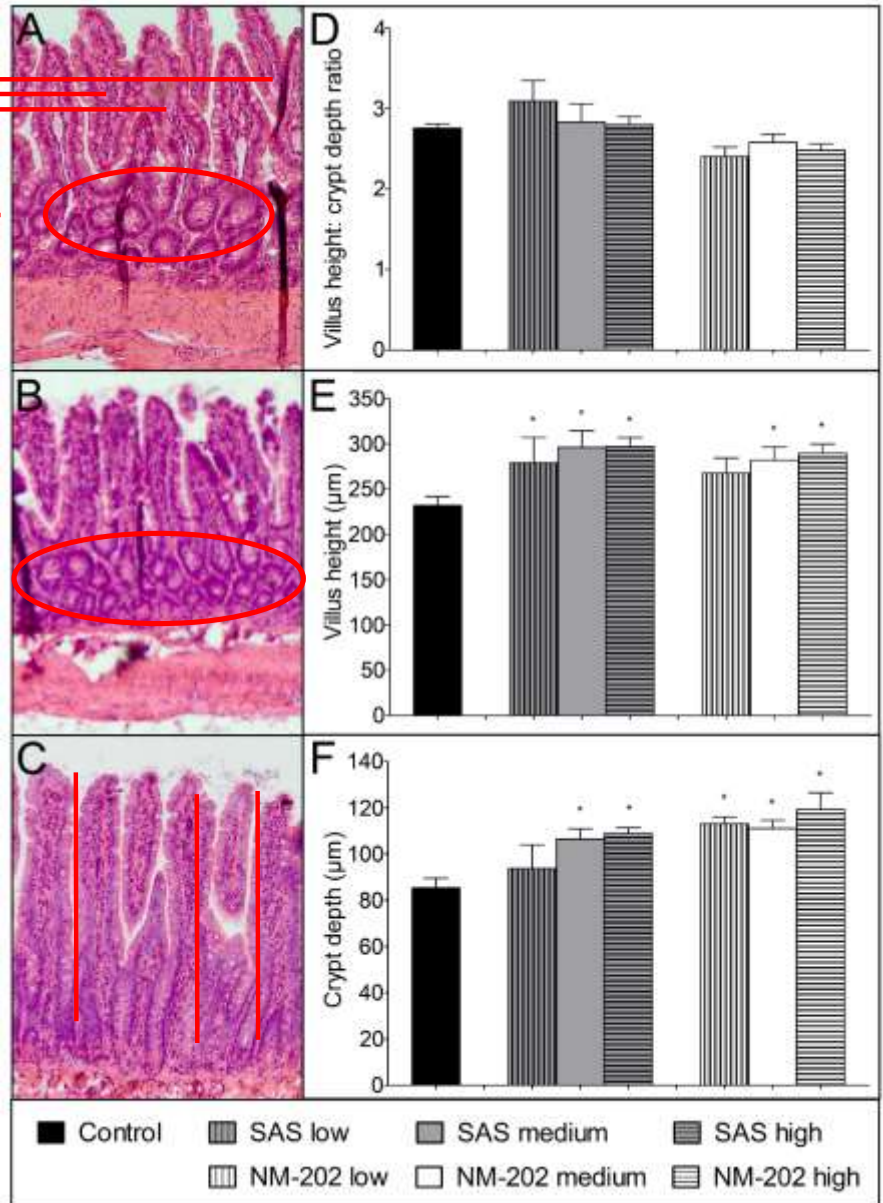 A
B
C
D
Villus height: crypt depth ratio
4
3
2
1
0
E
Villus height (µm)
350
300
250
200
150
100
50
0
* * * * *
F
Crypt depth (µm)
140
120
100
80
60
40
20
0
* * * * *
Control SAS low SAS medium SAS high
NM-202 low NM-202 medium NM-202 high